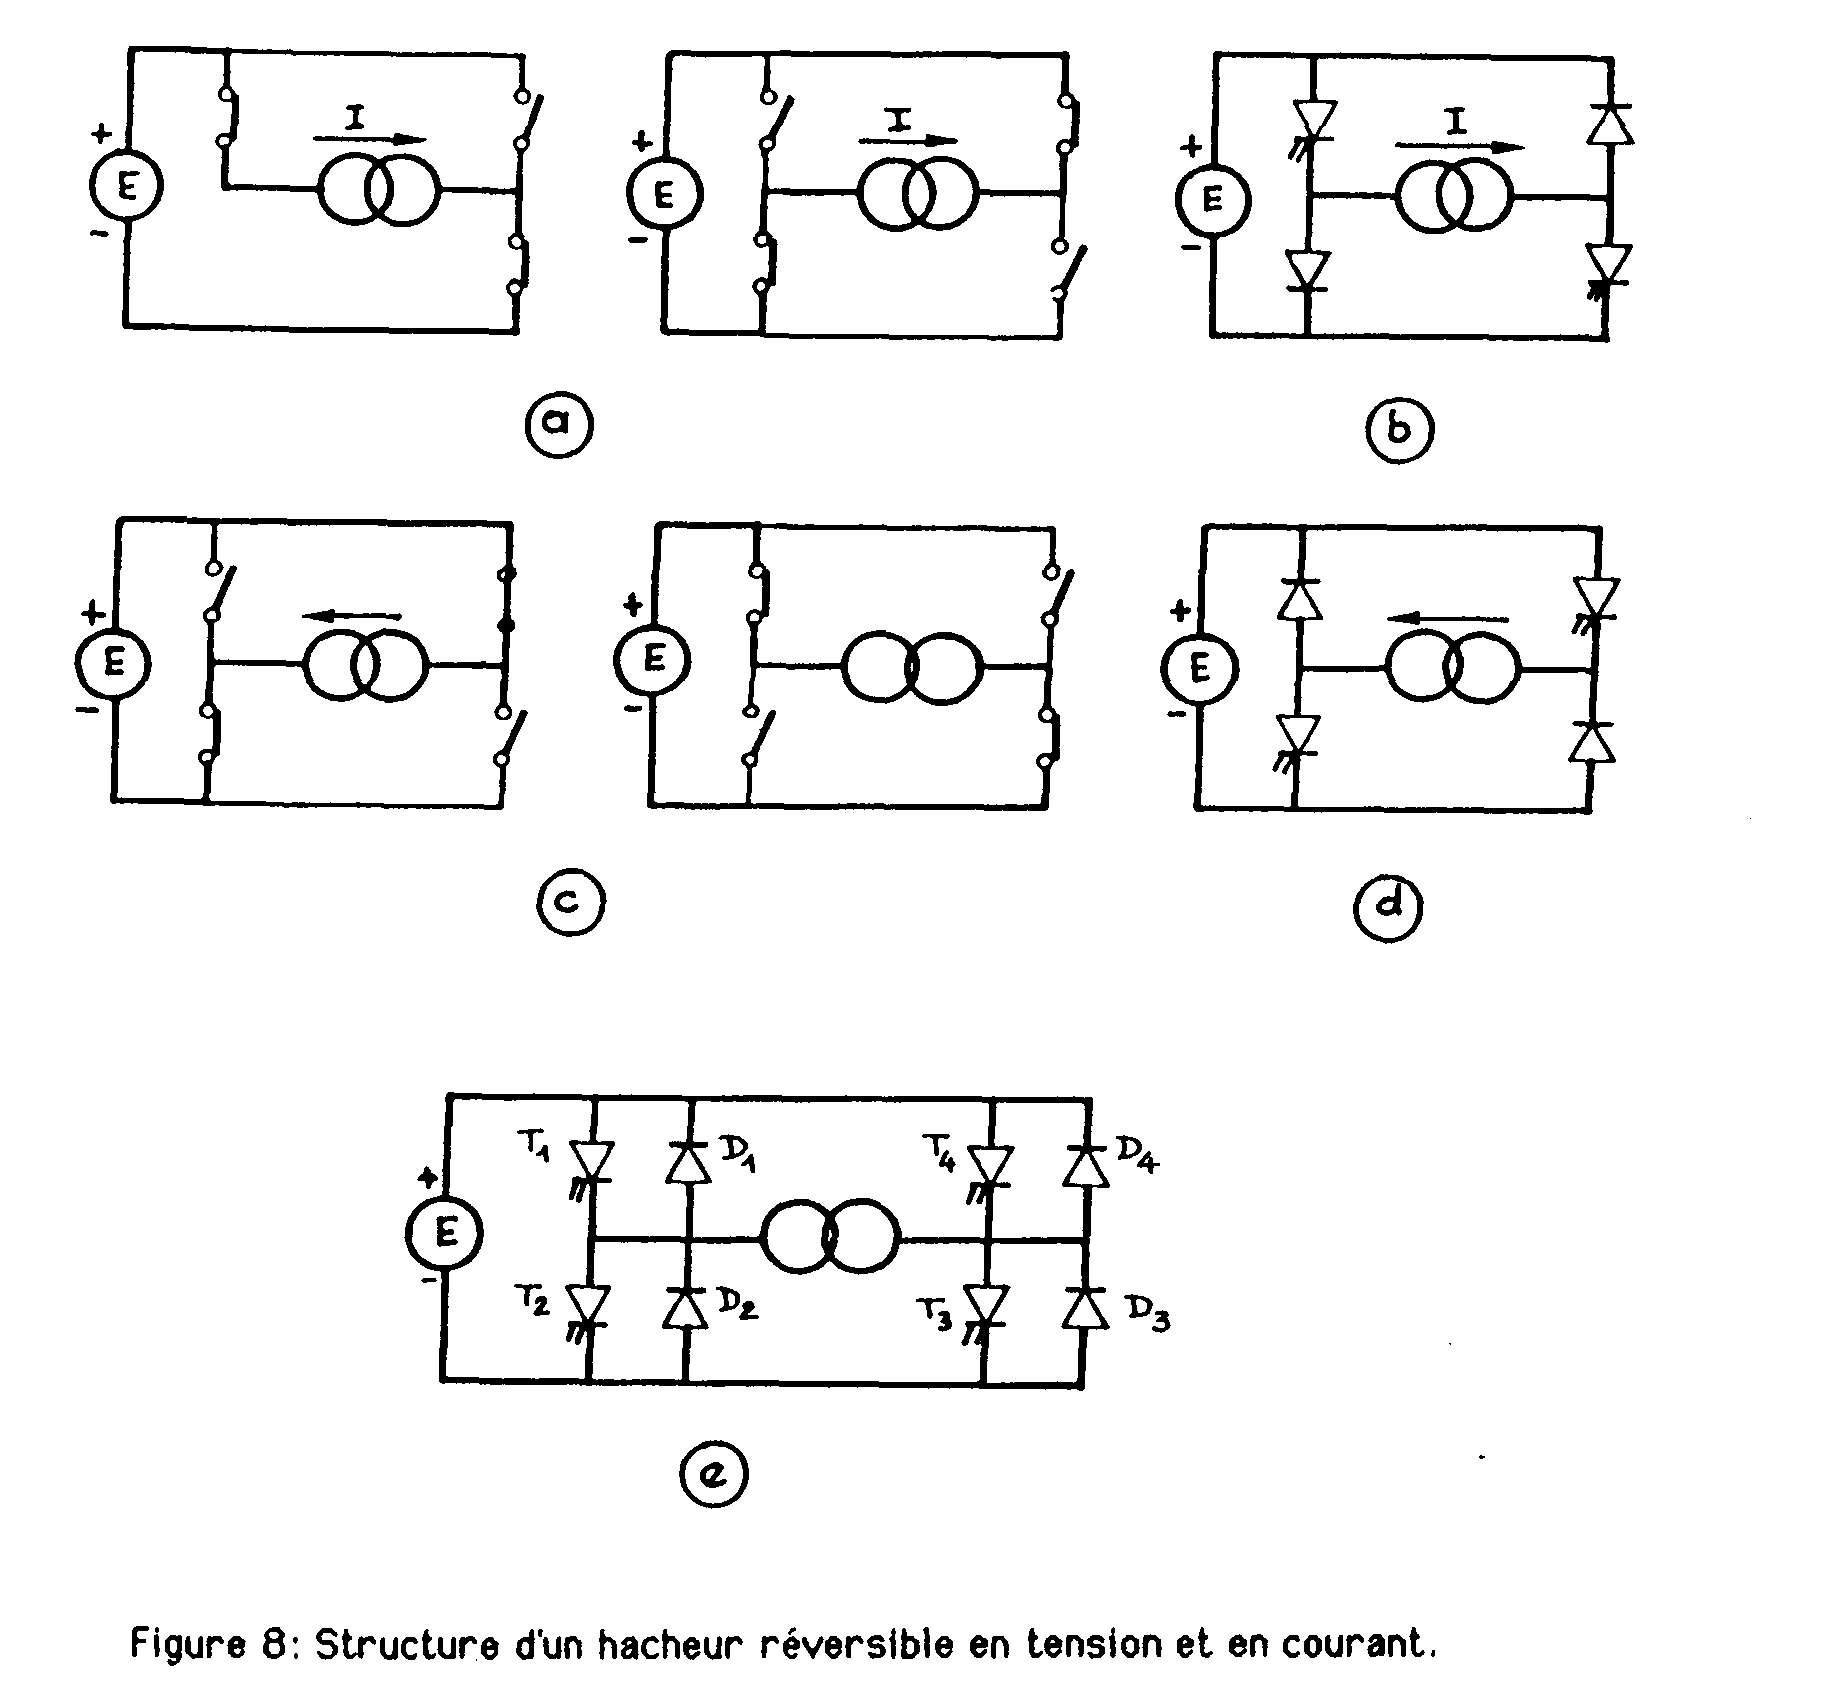 I I I
+ + +
E E E
- - -
a b
+ + +
E E E
- - -
c d
T1 D1 T4 D4
+
E
-
T2 D2 T3 D3
e
Figure 8: Structure d'un hacheur réversible en tension et en courant.